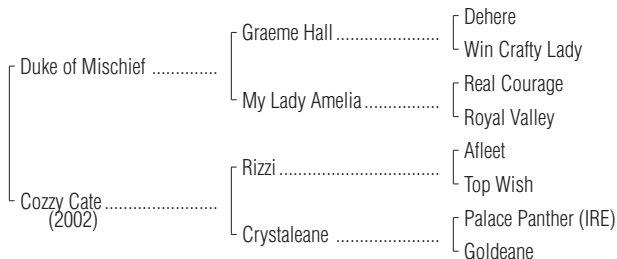 Dehere
Graeme Hall ..................
Win Crafty Lady
Duke of Mischief .............
Real Courage
My Lady Amelia .................
Royal Valley
Afleet
Rizzi ....................................
Top Wish
Cozzy Cate ......................
(2002)
Palace Panther (IRE)
Crystaleane .......................
Goldeane